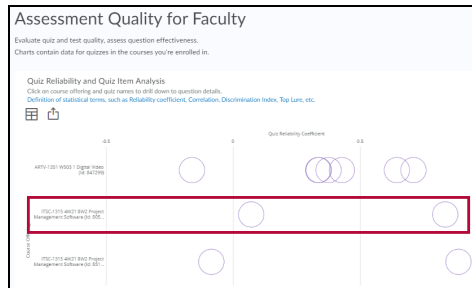 Assessment Quality for Faculty
Evaluate quiz and test quality, assess question effectiveness.
Charts contain data for quizzes in the courses you're enrolled in.
Quiz Reliability and Quiz Item Analysis
Click on course offering and quiz names to drill down to question details.
Definition of statistical terms, such as Reliability coefficient, Correlation, Discrimination Index, Top Lure, etc.
Quiz Reliability Coefficient
-0.5 0 0.5
ARTV-1351 WS03 1 Digital Video
(Id: 847299)
ITSC-1315 4W21 8W2 Project
Management Software (Id:
ITSC-1315 4W21 8W2 Project
Management Software (Id:
Course